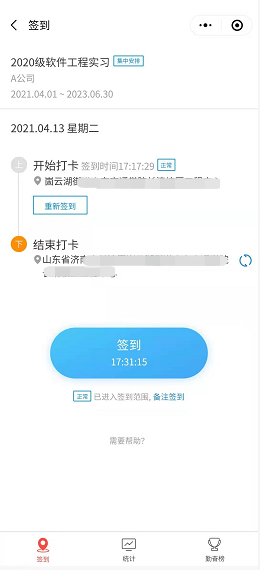 签到
2020级软件工程实习 集中安排
A公司
2021.04.01 ~ 2023.06.30
2021.04.13 星期二
上 开始打卡 签到时间17:17:29 正常
崮云湖街
重新签到
下 结束打卡
山东省济南
签到
17:31:15
正常 已进入签到范围, 备注签到
需要帮助?
签到 统计 勤奋榜